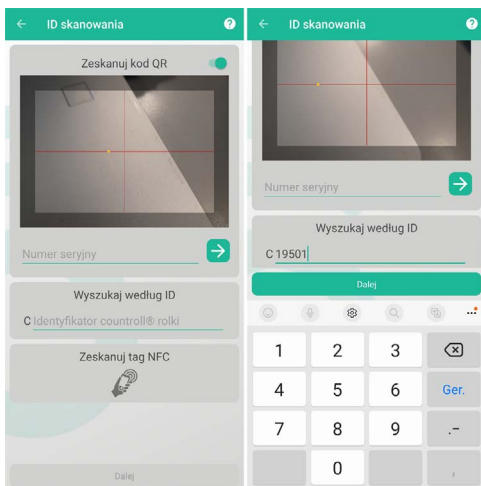 ID skanowania ?
Zeskanuj kod QR
Numer seryjny
Wyszukaj według ID
C Identyfikator countroll® rolki
Zeskanuj tag NFC
Dalej
ID skanowania ?
Numer seryjny
Wyszukaj według ID
C 19501
Dalej
1 2 3
4 5 6 Ger.
7 8 9 .-
0 ,